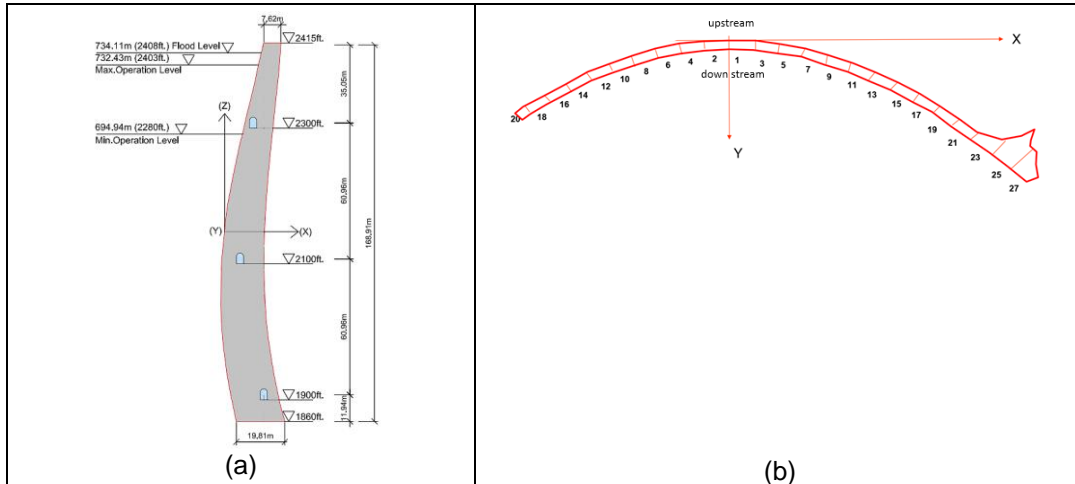 7,62m
2415ft.
734.11m (2408ft.) Flood Level
732.43m (2403ft.)
Max.Operation Level
35,05m
(Z)
2300ft.
694.94m (2280ft.)
Min.Operation Level
60,96m
168,91m
(Y)
(X)
2100ft.
60,96m
1900ft.
11,94m
1860ft.
19,81m
(a)
upstream
X
down stream
Y
20
18
16
14
12
10
8
6
4
2
1
3
5
7
9
11
13
15
17
19
21
23
25
27
(b)